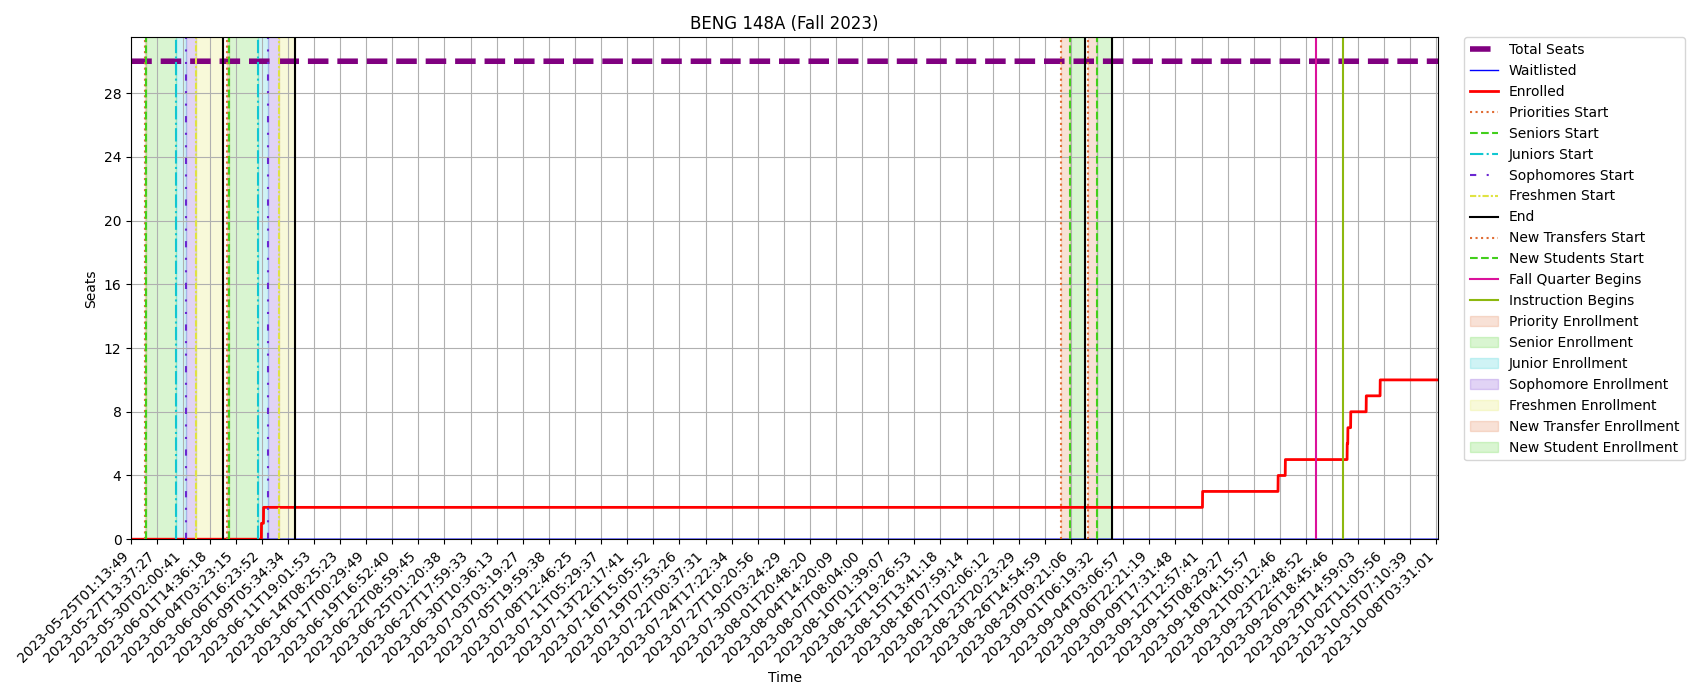 BENG 148A (Fall 2023)
Seats
28
24
20
16
12
8
4
0
2023-05-25T01:13:49
2023-05-27T13:37:27
2023-05-30T02:00:41
2023-06-01T14:36:18
2023-06-04T03:23:15
2023-06-06T16:23:52
2023-06-09T05:34:34
2023-06-11T19:01:53
2023-06-14T08:25:23
2023-06-17T00:29:49
2023-06-19T16:52:40
2023-06-22T08:59:45
2023-06-25T01:20:38
2023-06-27T17:59:33
2023-06-30T10:36:13
2023-07-03T03:19:27
2023-07-05T19:59:38
2023-07-08T12:46:25
2023-07-11T05:29:37
2023-07-13T22:17:41
2023-07-16T15:05:52
2023-07-19T07:53:26
2023-07-22T00:37:31
2023-07-24T17:22:34
2023-07-27T10:20:56
2023-07-30T03:24:29
2023-08-01T20:48:20
2023-08-04T14:20:09
2023-08-07T08:04:00
2023-08-10T01:39:07
2023-08-12T19:26:53
2023-08-15T13:41:18
2023-08-18T07:59:14
2023-08-21T02:06:12
2023-08-23T20:23:29
2023-08-26T14:54:59
2023-08-29T09:21:06
2023-09-01T06:19:32
2023-09-04T03:06:57
2023-09-06T22:21:19
2023-09-09T17:31:48
2023-09-12T12:57:41
2023-09-15T08:29:27
2023-09-18T04:15:57
2023-09-21T00:12:46
2023-09-23T22:48:52
2023-09-26T18:45:46
2023-09-29T14:59:03
2023-10-02T11:05:56
2023-10-05T07:10:39
2023-10-08T03:31:01
Time
Total Seats
Waitlisted
Enrolled
Priorities Start
Seniors Start
Juniors Start
Sophomores Start
Freshmen Start
End
New Transfers Start
New Students Start
Fall Quarter Begins
Instruction Begins
Priority Enrollment
Senior Enrollment
Junior Enrollment
Sophomore Enrollment
Freshmen Enrollment
New Transfer Enrollment
New Student Enrollment